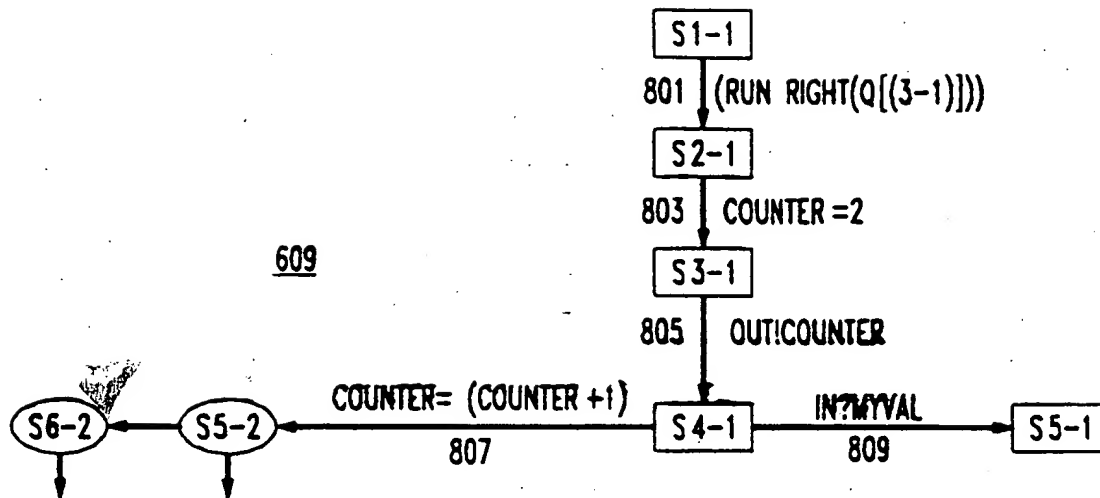 S1-1
801 (RUN RIGHT(Q[(3-1)]))
S2-1
803 COUNTER=2
609
S3-1
805 OUT!COUNTER
COUNTER= (COUNTER +1)
IN?MYVAL
S6-2 S5-2 S4-1 S5-1
807 809